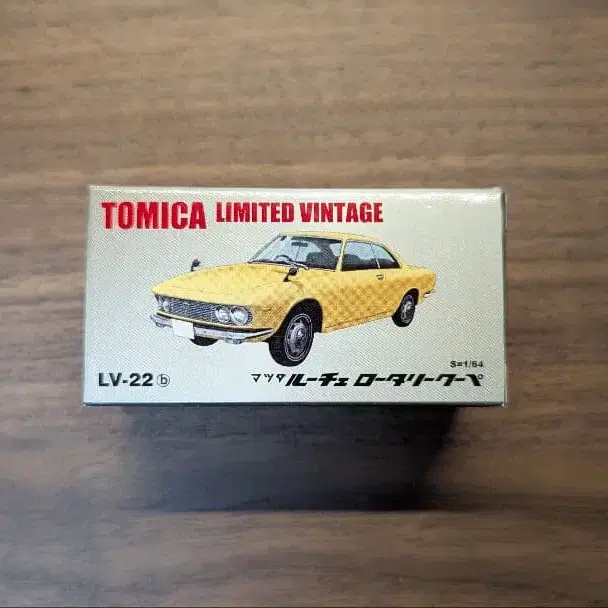 TOMICA LIMITED VINTAGE
S=1/64
LV-22 ⓑ マツダ ルーチェ ロータリークーペ